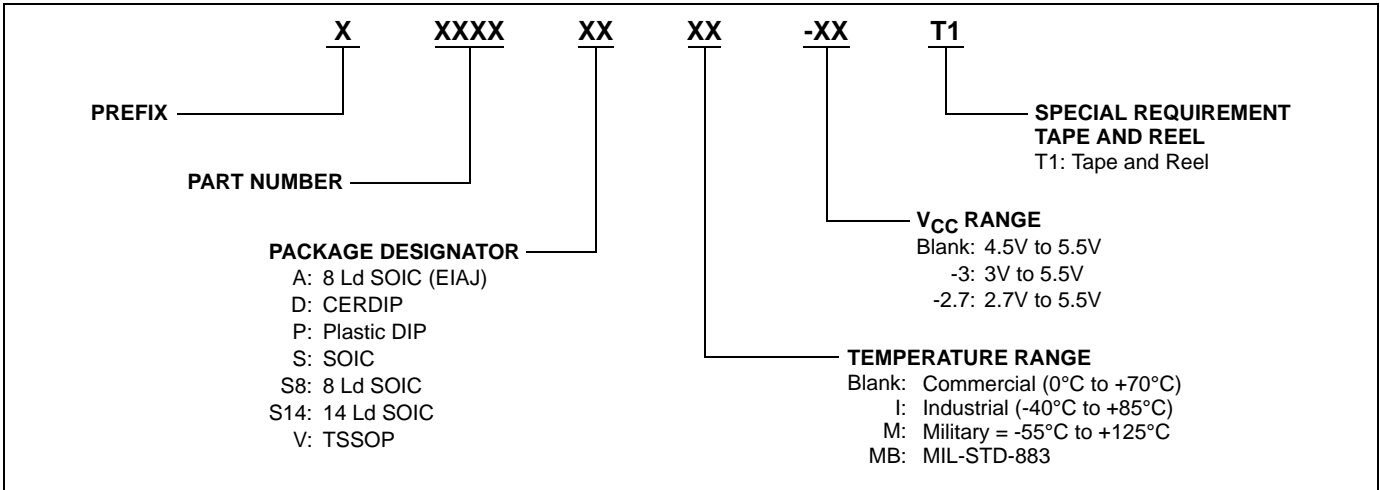 X XXXX XX XX -XX T1
PREFIX
PART NUMBER
PACKAGE DESIGNATOR
A: 8 Ld SOIC (EIAJ)
D: CERDIP
P: Plastic DIP
S: SOIC
S8: 8 Ld SOIC
S14: 14 Ld SOIC
V: TSSOP
SPECIAL REQUIREMENT
TAPE AND REEL
T1: Tape and Reel
VCC RANGE
Blank: 4.5V to 5.5V
-3: 3V to 5.5V
-2.7: 2.7V to 5.5V
TEMPERATURE RANGE
Blank: Commercial (0°C to +70°C)
I: Industrial (-40°C to +85°C)
M: Military = -55°C to +125°C
MB: MIL-STD-883